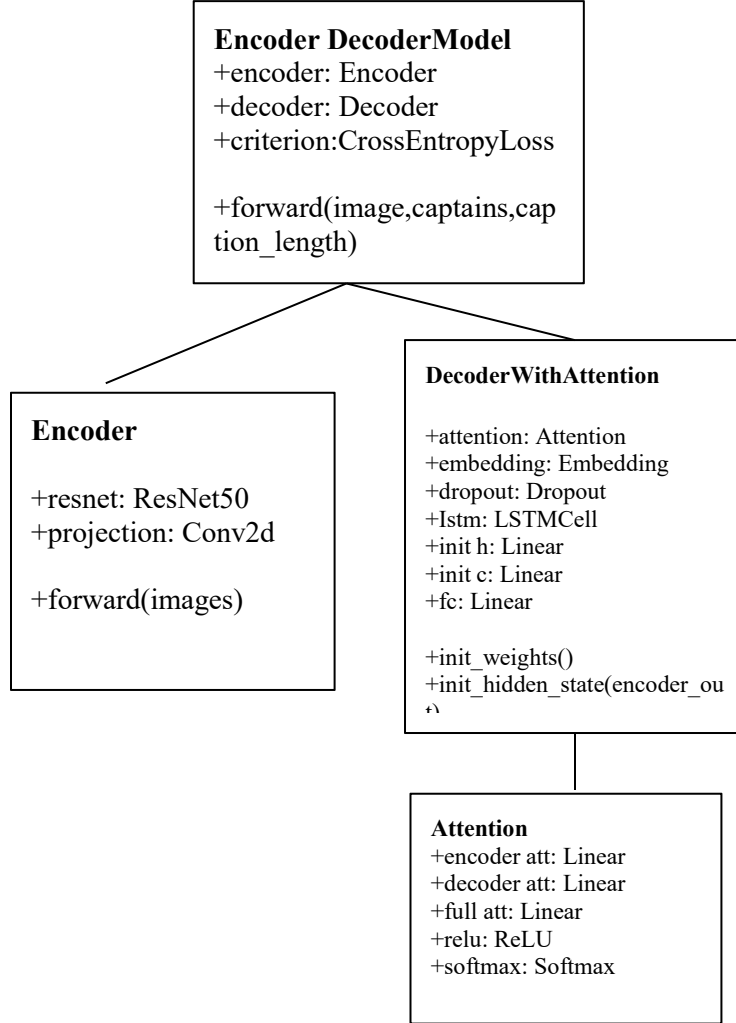 Encoder DecoderModel
+encoder: Encoder
+decoder: Decoder
+criterion:CrossEntropyLoss
+forward(image,captains,cap
tion_length)
Encoder
+resnet: ResNet50
+projection: Conv2d
+forward(images)
DecoderWithAttention
+attention: Attention
+embedding: Embedding
+dropout: Dropout
+Istm: LSTMCell
+init h: Linear
+init c: Linear
+fc: Linear
+init_weights()
+init_hidden_state(encoder_ou
t)
Attention
+encoder att: Linear
+decoder att: Linear
+full att: Linear
+relu: ReLU
+softmax: Softmax